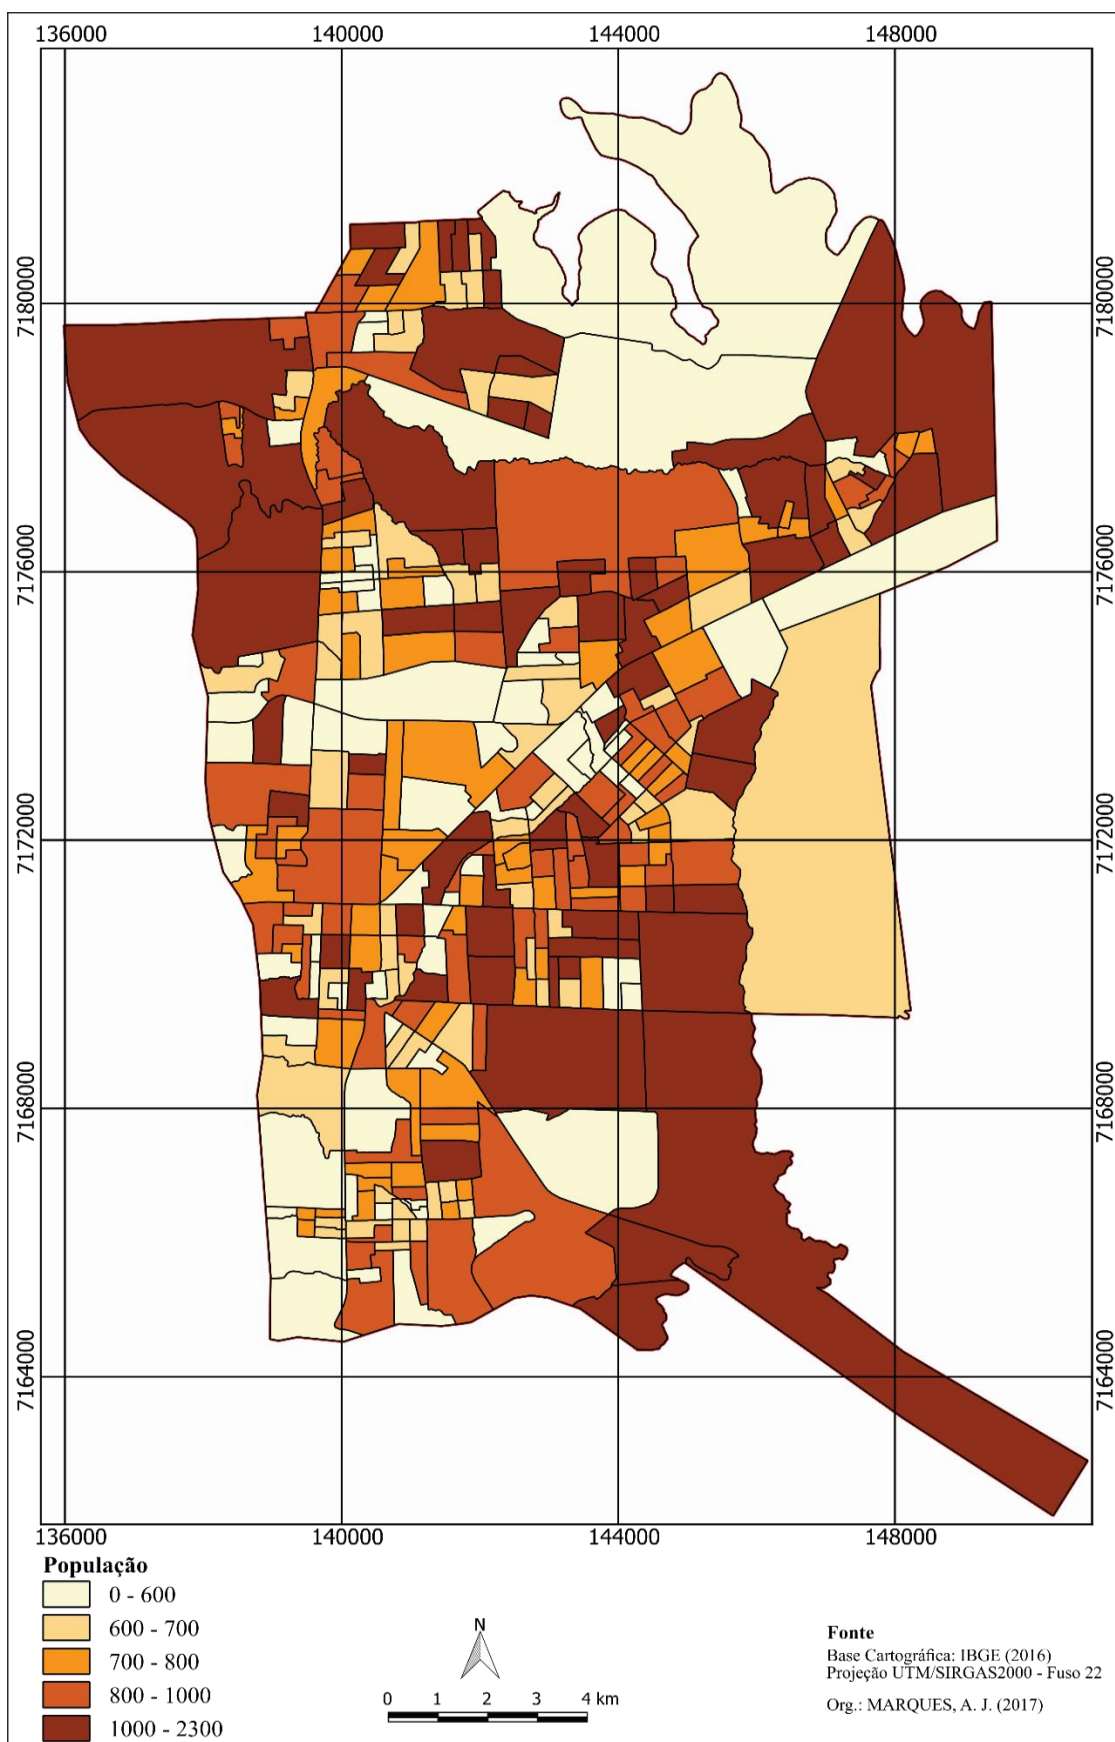 136000 140000 144000 148000
7180000 7180000
7176000 7176000
7172000 7172000
7168000 7168000
7164000 7164000
136000 140000 144000 148000
População
0 - 600
600 - 700
700 - 800
800 - 1000
1000 - 2300
N
0 1 2 3 4 km
Fonte
Base Cartográfica: IBGE (2016)
Projeção UTM/SIRGAS2000 - Fuso 22
Org.: MARQUES, A. J. (2017)